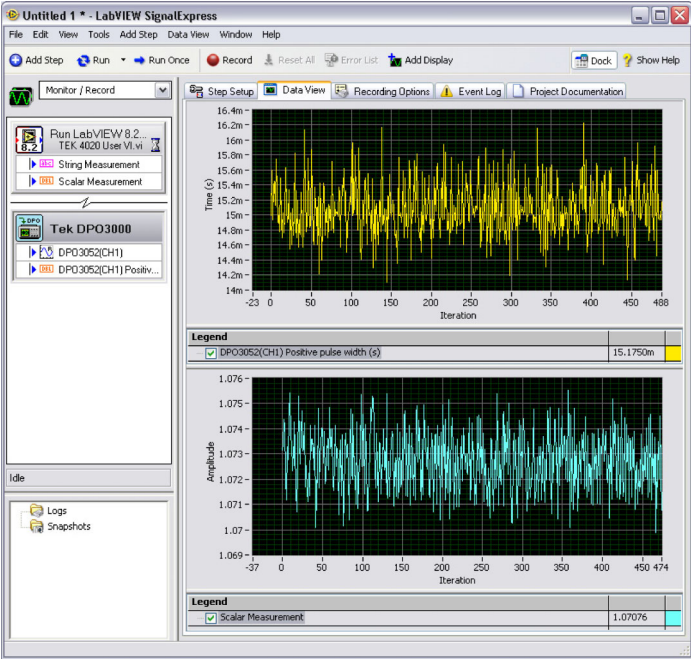 Untitled 1 * - LabVIEW SignalExpress
File Edit View Tools Add Step Data View Window Help
Add Step Run Run Once Record Reset All Error List Add Display Dock Show Help
Monitor / Record
Step Setup Data View Recording Options Event Log Project Documentation
Run LabVIEW 8.2...
8.2 TEK 4020 User VI.vi
abc String Measurement
Scalar Measurement
DPO
Tek DPO3000
DPO3052(CH1)
DPO3052(CH1) Positiv...
Idle
Logs
Snapshots
16.4m
16.2m
16m
15.8m
15.6m
15.4m
15.2m
15m
14.8m
14.6m
14.4m
14.2m
14m
Time (s)
-23 0 50 100 150 200 250 300 350 400 450 488
Iteration
Legend
DPO3052(CH1) Positive pulse width (s) 15.1750m
1.076
1.075
1.074
1.073
1.072
1.071
1.07
1.069
Amplitude
-37 0 50 100 150 200 250 300 350 400 450 474
Iteration
Legend
Scalar Measurement 1.07076